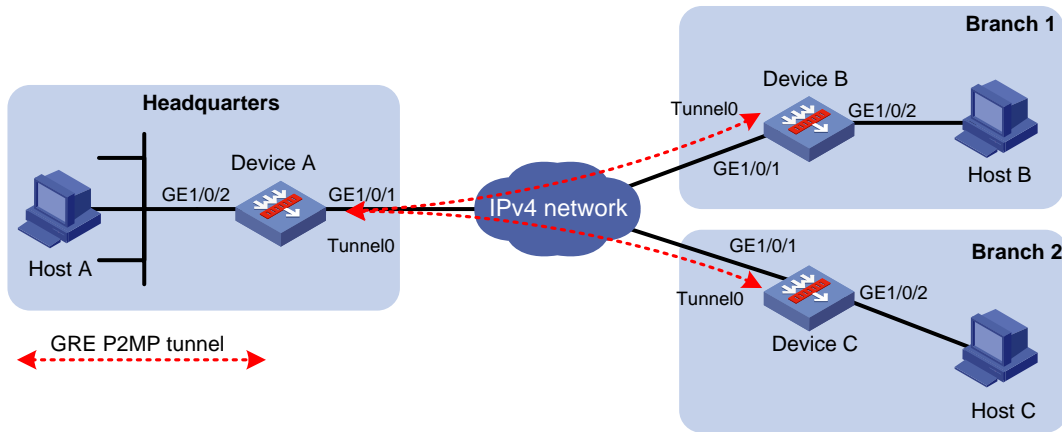 Headquarters
Device A
GE1/0/2
GE1/0/1
Host A
Tunnel0
GRE P2MP tunnel
IPv4 network
Branch 1
Device B
Tunnel0
GE1/0/2
GE1/0/1
Host B
Branch 2
GE1/0/1
Tunnel0
GE1/0/2
Device C
Host C